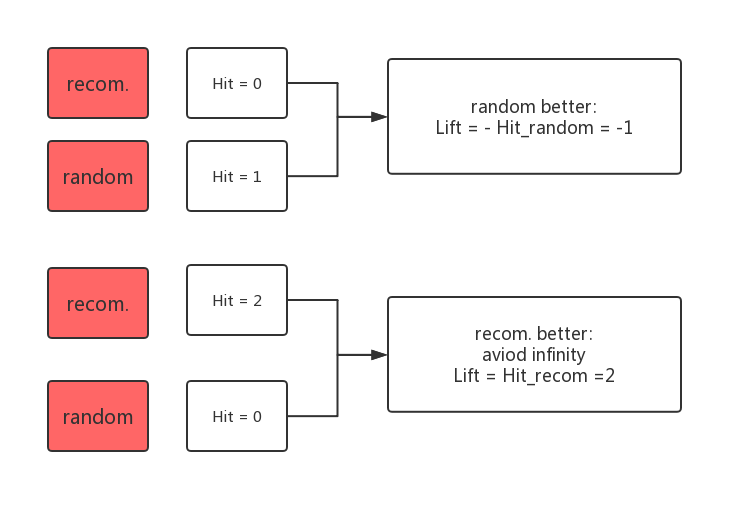 recom.
Hit = 0
random
Hit = 1
random better:
Lift = - Hit_random = -1
recom.
Hit = 2
random
Hit = 0
recom. better:
aviod infinity
Lift = Hit_recom =2